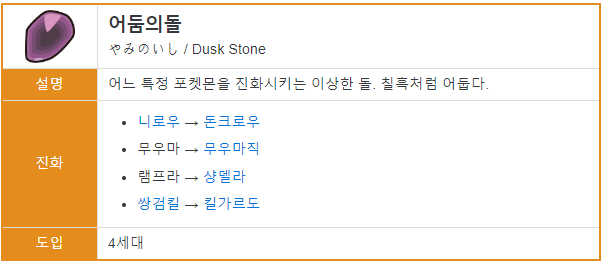 어둠의돌
やみのいし / Dusk Stone
설명 어느 특정 포켓몬을 진화시키는 이상한 돌. 칠흑처럼 어둡다.
진화
니로우 → 돈크로우
무우마 → 무우마직
램프라 → 샹델라
쌍검킬 → 킬가르도
도입 4세대